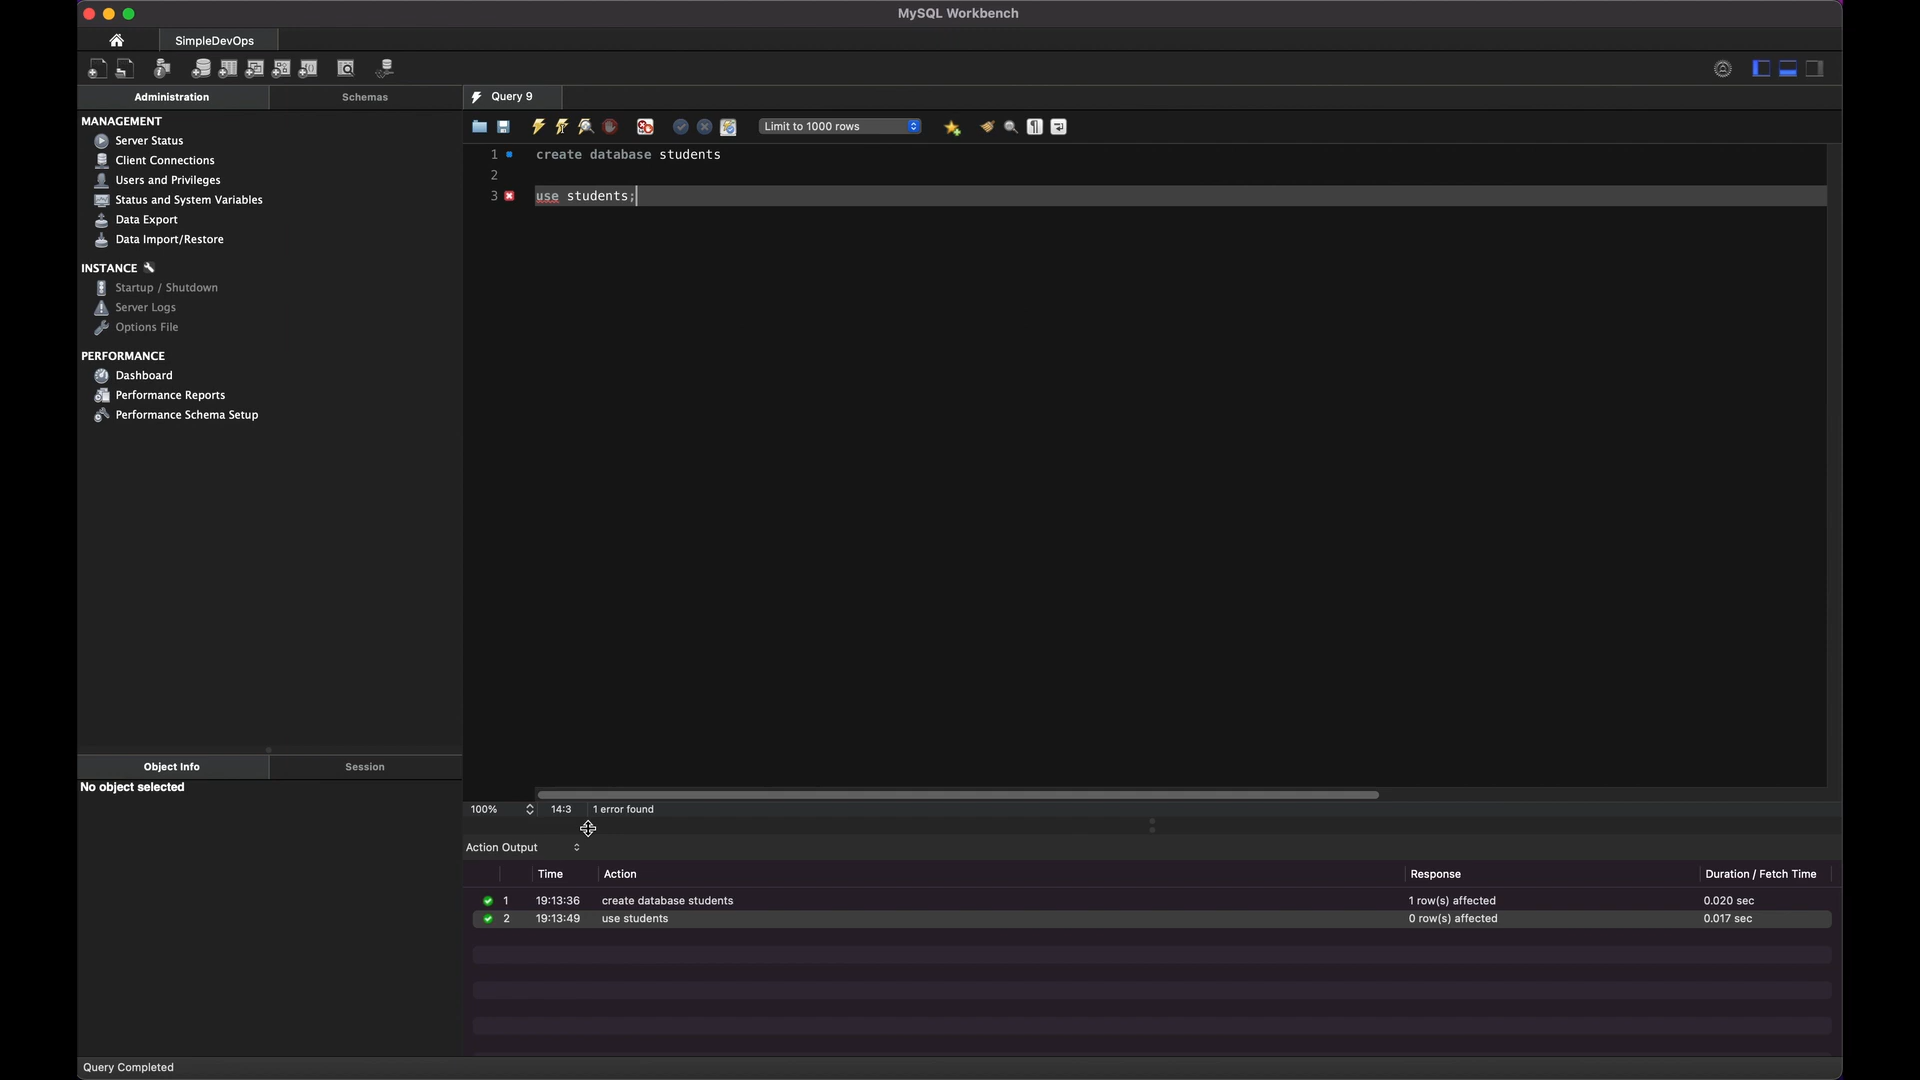 MySQL Workbench
SimpleDevOps
Administration
Schemas
Query 9
MANAGEMENT
Server Status
Client Connections
Users and Privileges
Status and System Variables
Data Export
Data Import/Restore
INSTANCE
Startup / Shutdown
Server Logs
Options File
PERFORMANCE
Dashboard
Performance Reports
Performance Schema Setup
Limit to 1000 rows
1 create database students
2
3 use students;
Object Info
Session
No object selected
100% 14:3 1 error found
Action Output
Time Action Response Duration / Fetch Time
1 19:13:36 create database students 1 row(s) affected 0.020 sec
2 19:13:49 use students 0 row(s) affected 0.017 sec
Query Completed